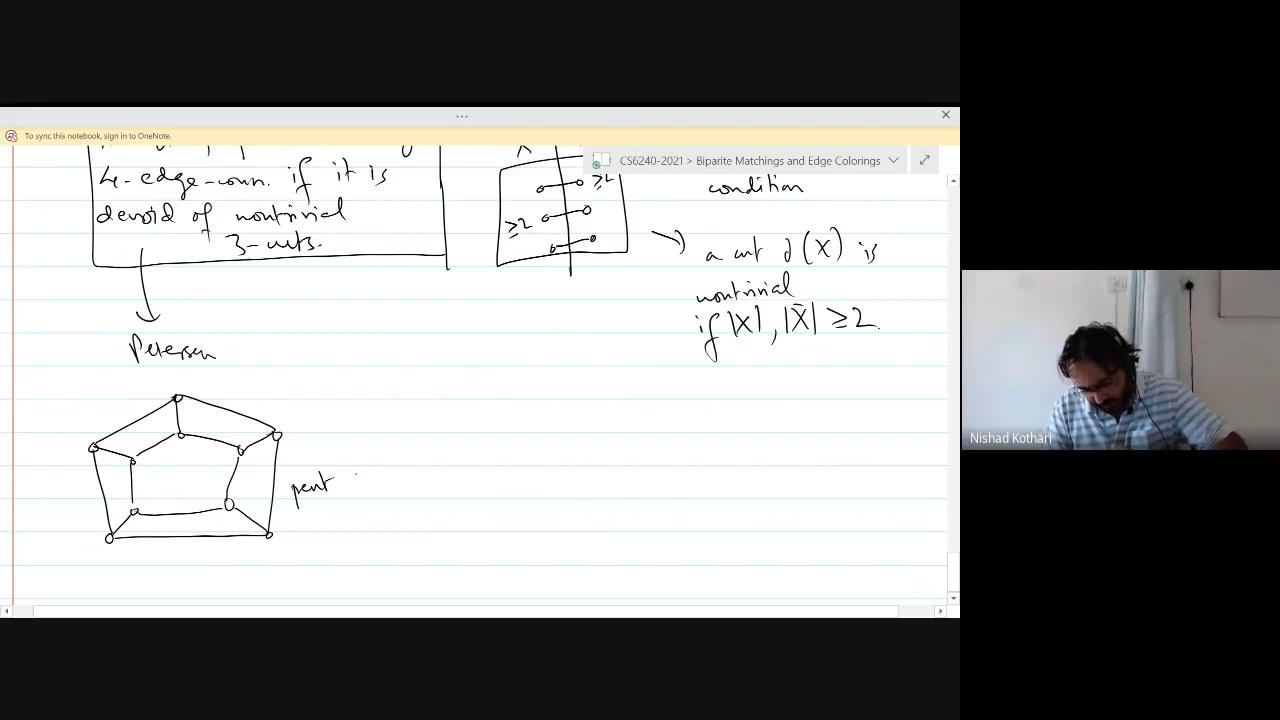 To sync this notebook, sign in to OneNote.
CS6240-2021 > Biparite Matchings and Edge Colorings
4-edge-conn. if it is
devoid of nontrivial
3-cuts.
X
≥2
≥2
condition
a cut ∂(X) is
nontrivial
if |X|, |X̄| ≥2.
Petersen
pent
Nishad Kothari